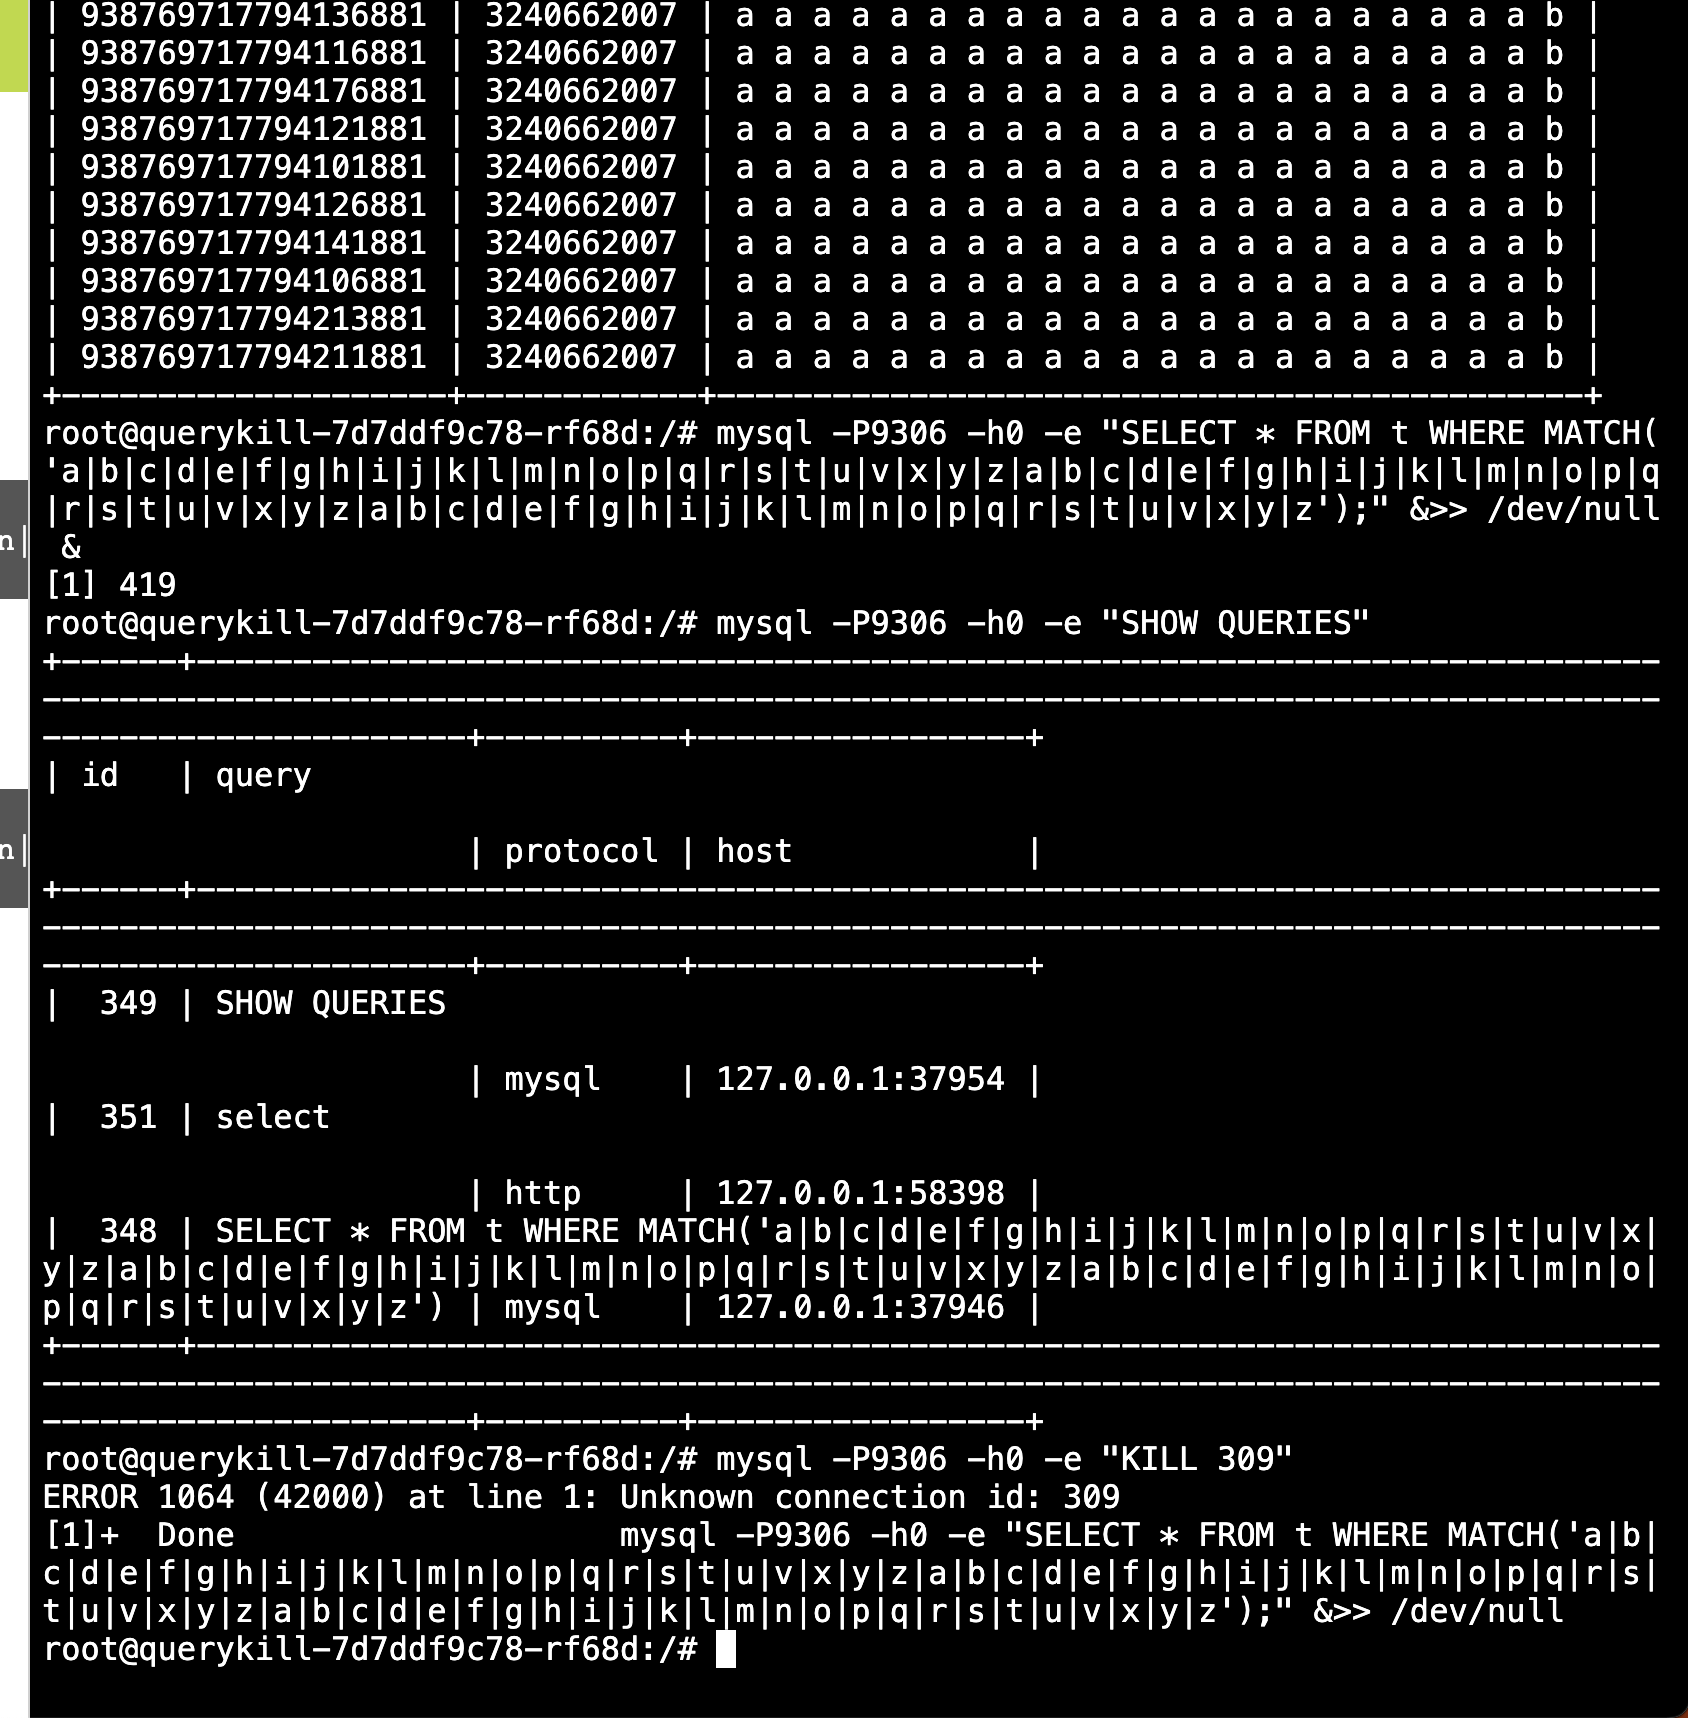 | 938769717794136881 | 3240662007 | a a a a a a a a a a a a a a a a a a a a a b |
| 938769717794116881 | 3240662007 | a a a a a a a a a a a a a a a a a a a a a b |
| 938769717794176881 | 3240662007 | a a a a a a a a a a a a a a a a a a a a a b |
| 938769717794121881 | 3240662007 | a a a a a a a a a a a a a a a a a a a a a b |
| 938769717794101881 | 3240662007 | a a a a a a a a a a a a a a a a a a a a a b |
| 938769717794126881 | 3240662007 | a a a a a a a a a a a a a a a a a a a a a b |
| 938769717794141881 | 3240662007 | a a a a a a a a a a a a a a a a a a a a a b |
| 938769717794106881 | 3240662007 | a a a a a a a a a a a a a a a a a a a a a b |
| 938769717794213881 | 3240662007 | a a a a a a a a a a a a a a a a a a a a a b |
| 938769717794211881 | 3240662007 | a a a a a a a a a a a a a a a a a a a a a b |
+--------------------+------------+---------------------------------------------+
root@querykill-7d7ddf9c78-rf68d:/# mysql -P9306 -h0 -e "SELECT * FROM t WHERE MATCH(
'a|b|c|d|e|f|g|h|i|j|k|l|m|n|o|p|q|r|s|t|u|v|x|y|z|a|b|c|d|e|f|g|h|i|j|k|l|m|n|o|p|q
|r|s|t|u|v|x|y|z|a|b|c|d|e|f|g|h|i|j|k|l|m|n|o|p|q|r|s|t|u|v|x|y|z');" &>> /dev/null
&
[1] 419
root@querykill-7d7ddf9c78-rf68d:/# mysql -P9306 -h0 -e "SHOW QUERIES"
+------+----------------------------------------------------------------------------
------------------------------------------------------------------------------------
----------------------+----------+-----------------+
| id   | query
| protocol | host            |
+------+----------------------------------------------------------------------------
------------------------------------------------------------------------------------
----------------------+----------+-----------------+
|  349 | SHOW QUERIES
| mysql    | 127.0.0.1:37954 |
|  351 | select
| http     | 127.0.0.1:58398 |
|  348 | SELECT * FROM t WHERE MATCH('a|b|c|d|e|f|g|h|i|j|k|l|m|n|o|p|q|r|s|t|u|v|x|
y|z|a|b|c|d|e|f|g|h|i|j|k|l|m|n|o|p|q|r|s|t|u|v|x|y|z|a|b|c|d|e|f|g|h|i|j|k|l|m|n|o|
p|q|r|s|t|u|v|x|y|z') | mysql    | 127.0.0.1:37946 |
+------+----------------------------------------------------------------------------
------------------------------------------------------------------------------------
----------------------+----------+-----------------+
root@querykill-7d7ddf9c78-rf68d:/# mysql -P9306 -h0 -e "KILL 309"
ERROR 1064 (42000) at line 1: Unknown connection id: 309
[1]+  Done                    mysql -P9306 -h0 -e "SELECT * FROM t WHERE MATCH('a|b|
c|d|e|f|g|h|i|j|k|l|m|n|o|p|q|r|s|t|u|v|x|y|z|a|b|c|d|e|f|g|h|i|j|k|l|m|n|o|p|q|r|s|
t|u|v|x|y|z|a|b|c|d|e|f|g|h|i|j|k|l|m|n|o|p|q|r|s|t|u|v|x|y|z');" &>> /dev/null
root@querykill-7d7ddf9c78-rf68d:/#
n|
n|